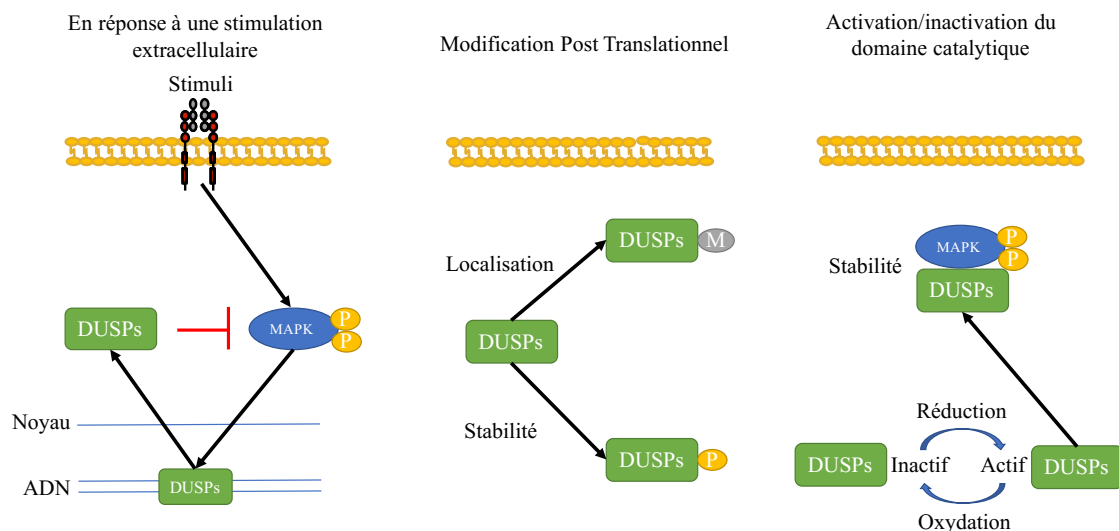 En réponse à une stimulation
extracellulaire
Stimuli
DUSPs
MAPK
P
P
Noyau
ADN
DUSPs
Modification Post Translationnel
DUSPs
M
Localisation
DUSPs
Stabilité
DUSPs
P
Activation/inactivation du
domaine catalytique
Stabilité
MAPK
P
P
DUSPs
Réduction
DUSPs
Inactif
Actif
DUSPs
Oxydation